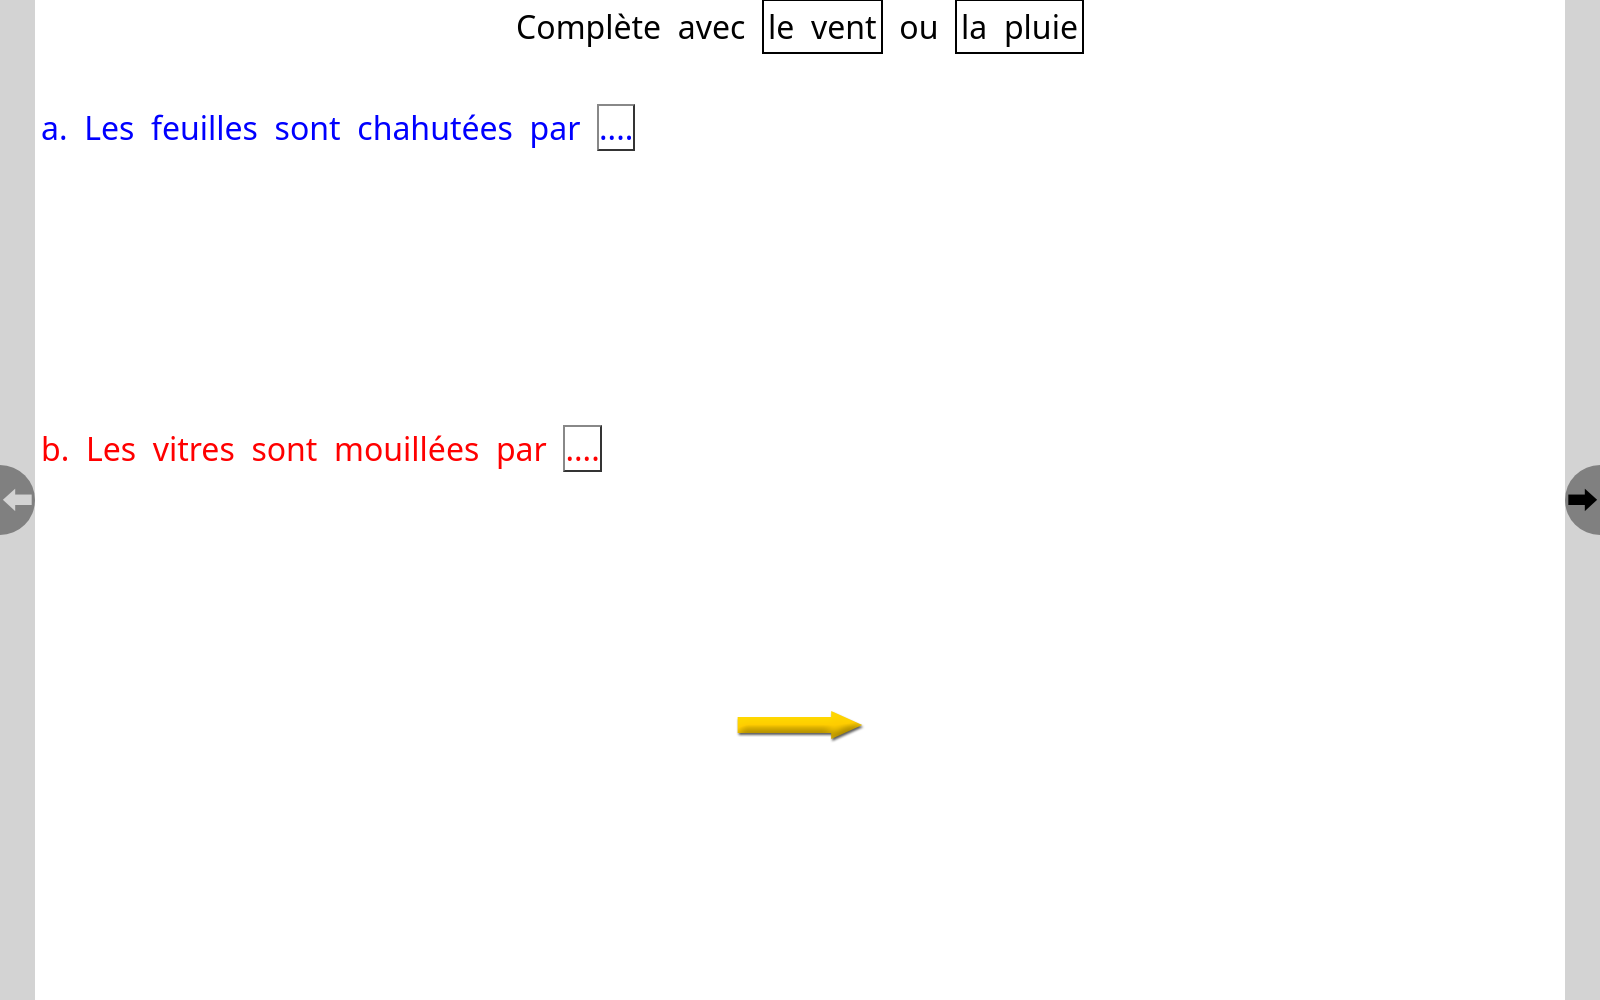 Complète avec le vent ou la pluie
a. Les feuilles sont chahutées par ....
b. Les vitres sont mouillées par ....